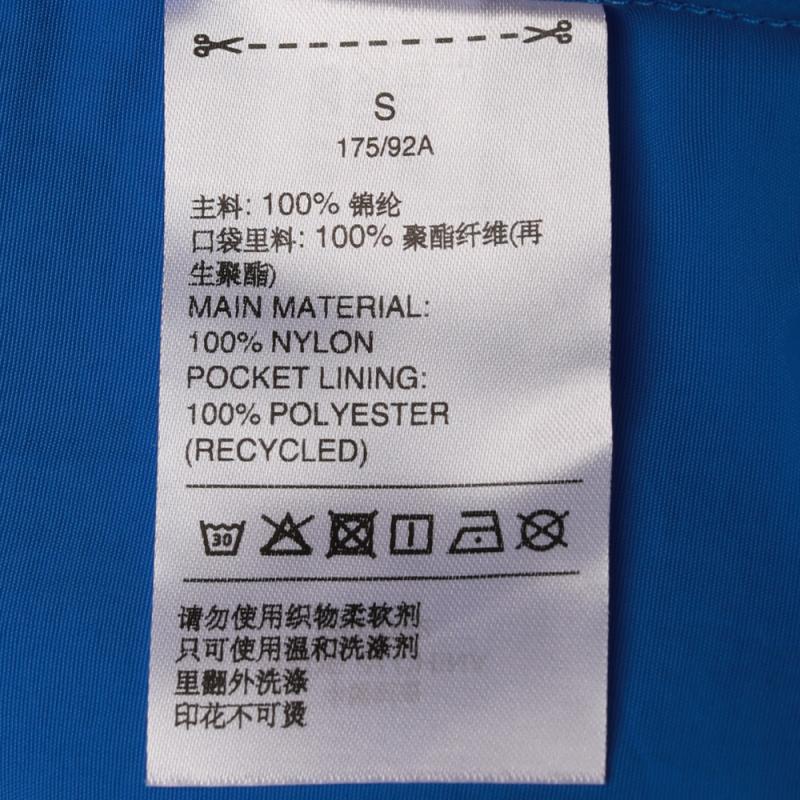 S
175/92A
主料: 100% 锦纶
口袋里料: 100% 聚酯纤维(再
生聚酯)
MAIN MATERIAL:
100% NYLON
POCKET LINING:
100% POLYESTER
(RECYCLED)
30
请勿使用织物柔软剂
只可使用温和洗涤剂
里翻外洗涤
印花不可烫